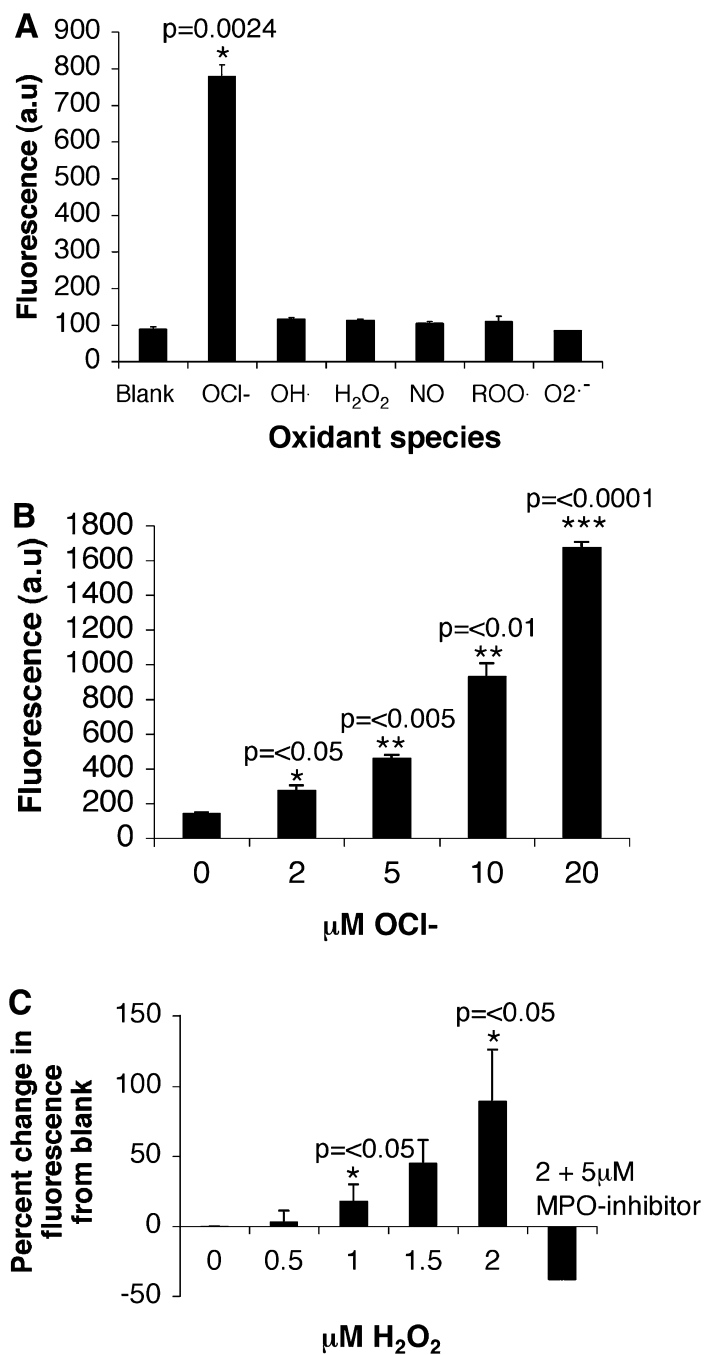 A
p=0.0024
*
900
800
700
600
500
400
300
200
100
0
Fluorescence (a.u)
Blank OCl- OH· H₂O₂ NO ROO· O2·⁻
Oxidant species
B
p=<0.0001
***
p=<0.01
**
p=<0.005
**
p=<0.05
*
1800
1600
1400
1200
1000
800
600
400
200
0
Fluorescence (a.u)
0 2 5 10 20
μM OCl-
C
p=<0.05
*
p=<0.05
*
150
100
50
0
-50
Percent change in
fluorescence
from blank
2 + 5μM
MPO-inhibitor
0 0.5 1 1.5 2
μM H₂O₂